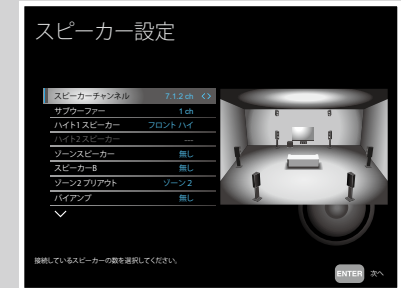 スピーカー設定
スピーカーチャンネル 7.1.2 ch
サブウーファー 1 ch
ハイト1 スピーカー フロント ハイ
ハイト2 スピーカー ---
ゾーンスピーカー 無し
スピーカーB 無し
ゾーン2 プリアウト ゾーン 2
バイアンプ 無し
接続しているスピーカーの数を選択してください。
ENTER 次へ